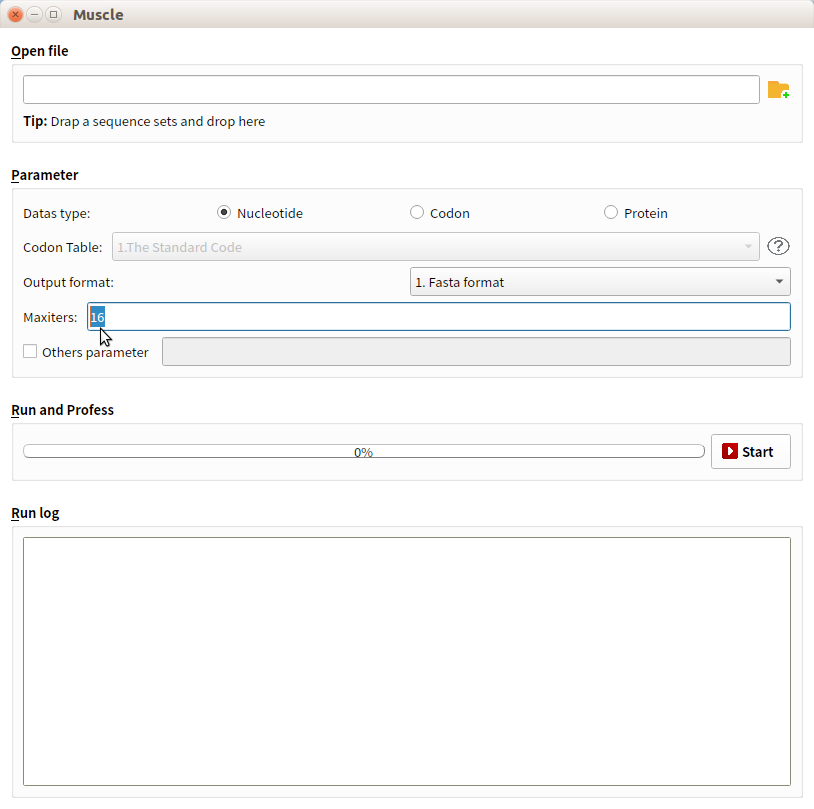 Muscle
Open file
Tip: Drap a sequence sets and drop here
Parameter
Datas type: Nucleotide Codon Protein
Codon Table: 1.The Standard Code ?
Output format: 1. Fasta format
Maxiters: 16
Others parameter
Run and Profess
0% Start
Run log